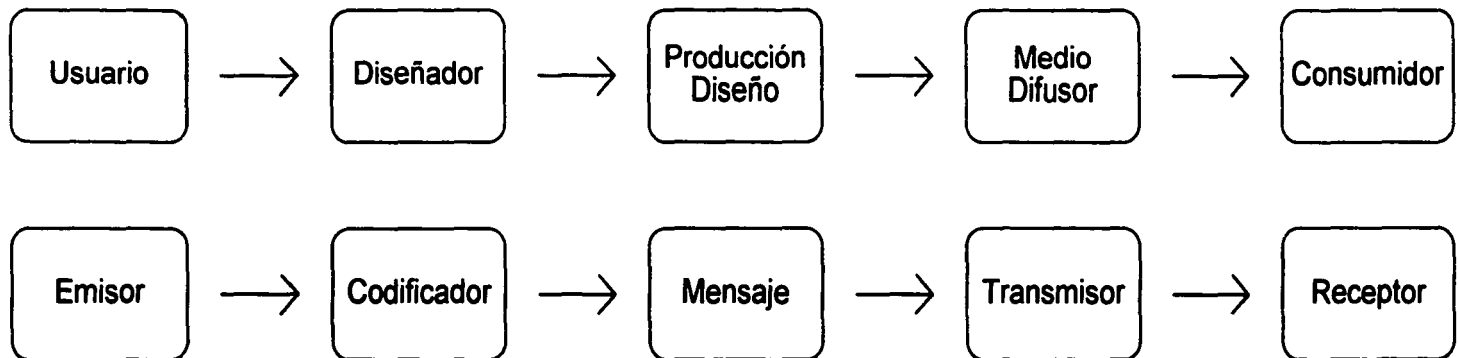 Usuario
Diseñador
Producción
Diseño
Medio
Difusor
Consumidor
Emisor
Codificador
Mensaje
Transmisor
Receptor